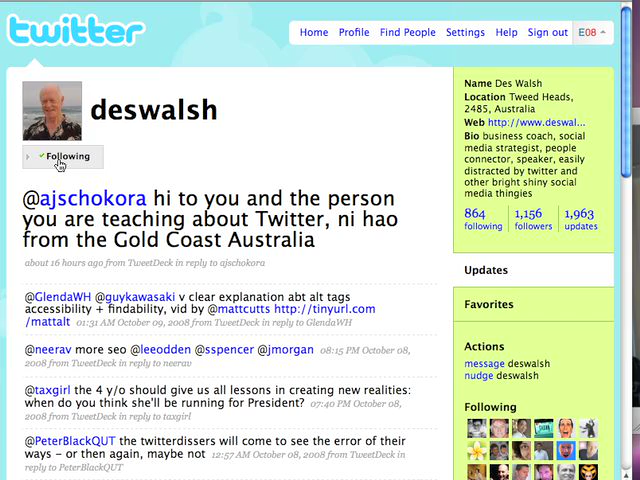 twitter
Home Profile Find People Settings Help Sign out E08
deswalsh
Following
@ajschokora hi to you and the person
you are teaching about Twitter, ni hao
from the Gold Coast Australia
about 16 hours ago from TweetDeck in reply to ajschokora
@GlendaWH @guykawasaki v clear explanation abt alt tags
accessibility + findability, vid by @mattcutts http://tinyurl.com
/mattalt 01:31 AM October 09, 2008 from TweetDeck in reply to GlendaWH
@neerav more seo @leeodden @sspencer @jmorgan 08:15 PM October 08,
2008 from TweetDeck in reply to neerav
@taxgirl the 4 y/o should give us all lessons in creating new realities:
when do you think she'll be running for President? 07:40 PM October 08,
2008 from TweetDeck in reply to taxgirl
@PeterBlackQUT the twitterdissers will come to see the error of their
ways – or then again, maybe not 12:57 AM October 08, 2008 from TweetDeck in
reply to PeterBlackQUT
Name Des Walsh
Location Tweed Heads,
2485, Australia
Web http://www.deswal...
Bio business coach, social
media strategist, people
connector, speaker, easily
distracted by twitter and
other bright shiny social
media thingies
864 1,156 1,963
following followers updates
Updates
Favorites
Actions
message deswalsh
nudge deswalsh
Following